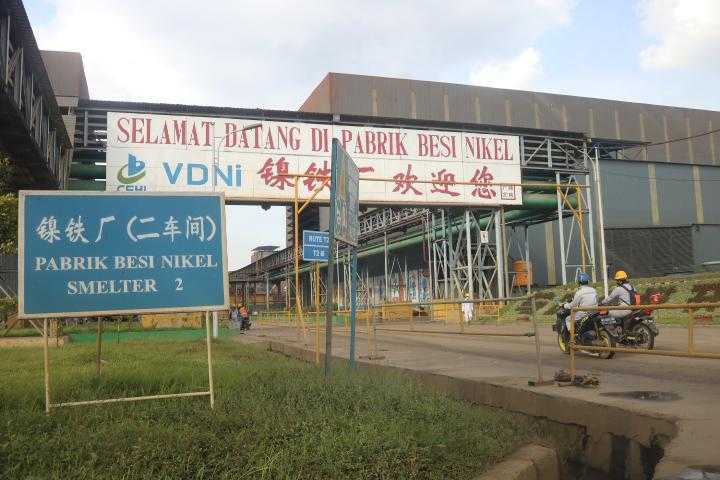 SELAMAT DATANG DI PABRIK BESI NIKEL
CFHI VDNi 镍铁厂欢迎您
镍铁厂(二车间)
PABRIK BESI NIKEL
SMELTER 2